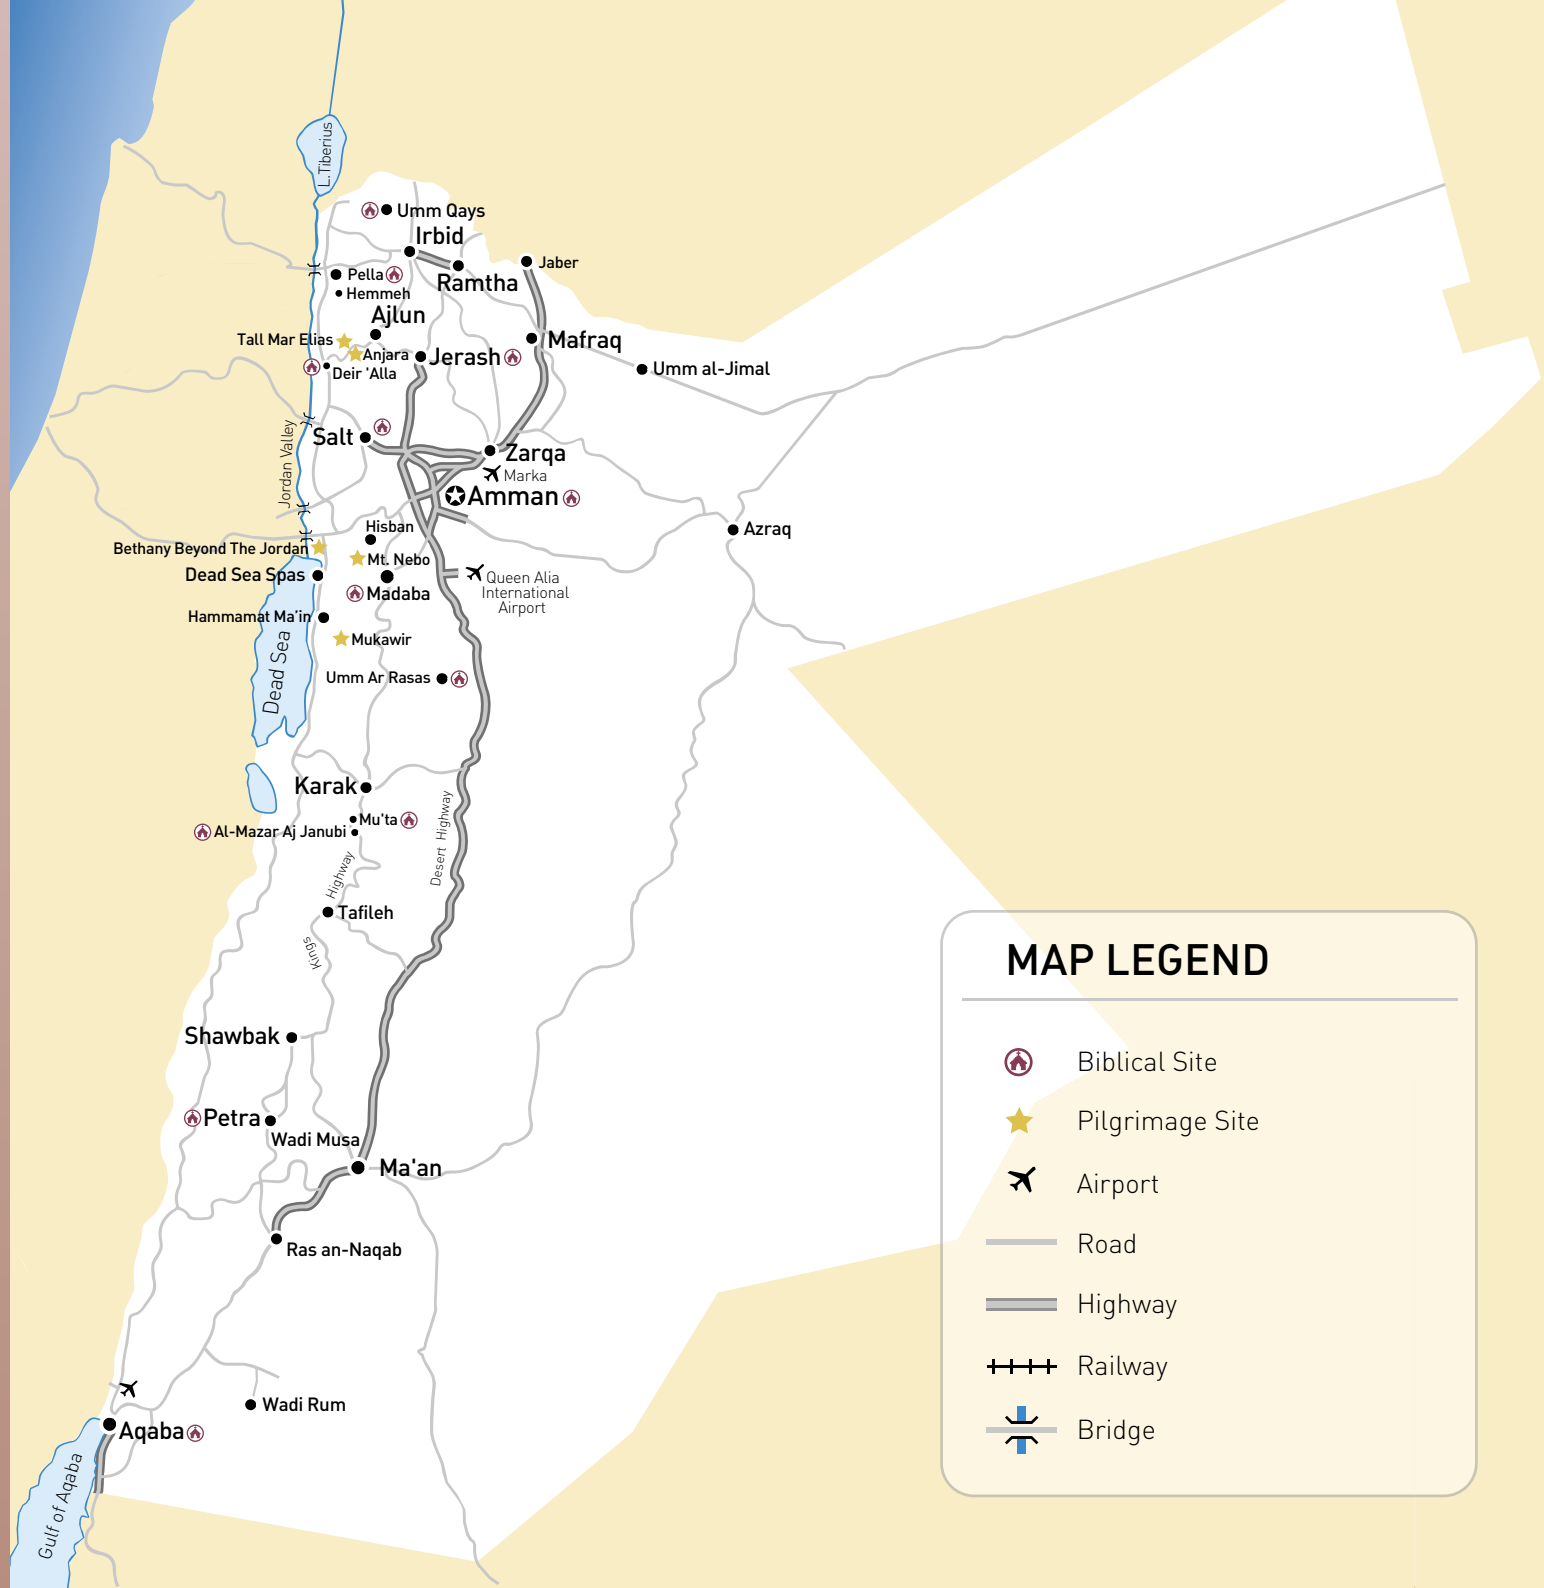 L.Tiberius
Umm Qays
Irbid
Jaber
Pella
Ramtha
Hemmeh
Ajlun
Tall Mar Elias
Mafraq
Anjara
Jerash
Deir 'Alla
Umm al-Jimal
Jordan Valley
Salt
Zarqa
Marka
Amman
Hisban
Azraq
Bethany Beyond The Jordan
Mt. Nebo
Dead Sea Spas
Queen Alia
International
Airport
Madaba
Hammamat Ma'in
Mukawir
Dead Sea
Umm Ar Rasas
Karak
Mu'ta
Al-Mazar Aj Janubi
Desert Highway
Kings Highway
Tafileh
Shawbak
Petra
Wadi Musa
Ma'an
Ras an-Naqab
Wadi Rum
Aqaba
Gulf of Aqaba
MAP LEGEND
Biblical Site
Pilgrimage Site
Airport
Road
Highway
Railway
Bridge